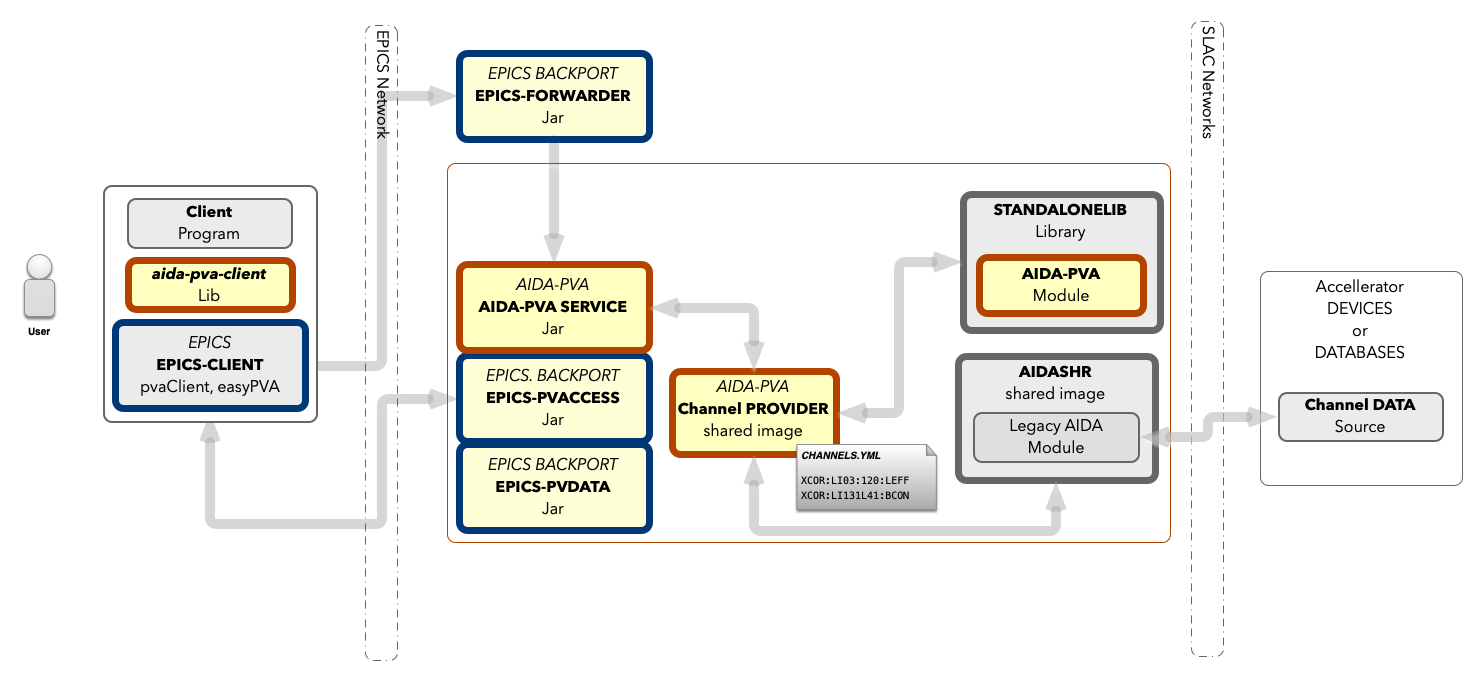 User
Client
Program
aida-pva-client
Lib
EPICS
EPICS-CLIENT
pvaClient, easyPVA
EPICS Network
EPICS BACKPORT
EPICS-FORWARDER
Jar
AIDA-PVA
AIDA-PVA SERVICE
Jar
EPICS. BACKPORT
EPICS-PVACCESS
Jar
EPICS BACKPORT
EPICS-PVDATA
Jar
AIDA-PVA
Channel PROVIDER
shared image
CHANNELS.YML
XCOR:LI03:120:LEFF
XCOR:LI131L41:BCON
STANDALONELIB
Library
AIDA-PVA
Module
AIDASHR
shared image
Legacy AIDA
Module
SLAC Networks
Accellerator
DEVICES
or
DATABASES
Channel DATA
Source